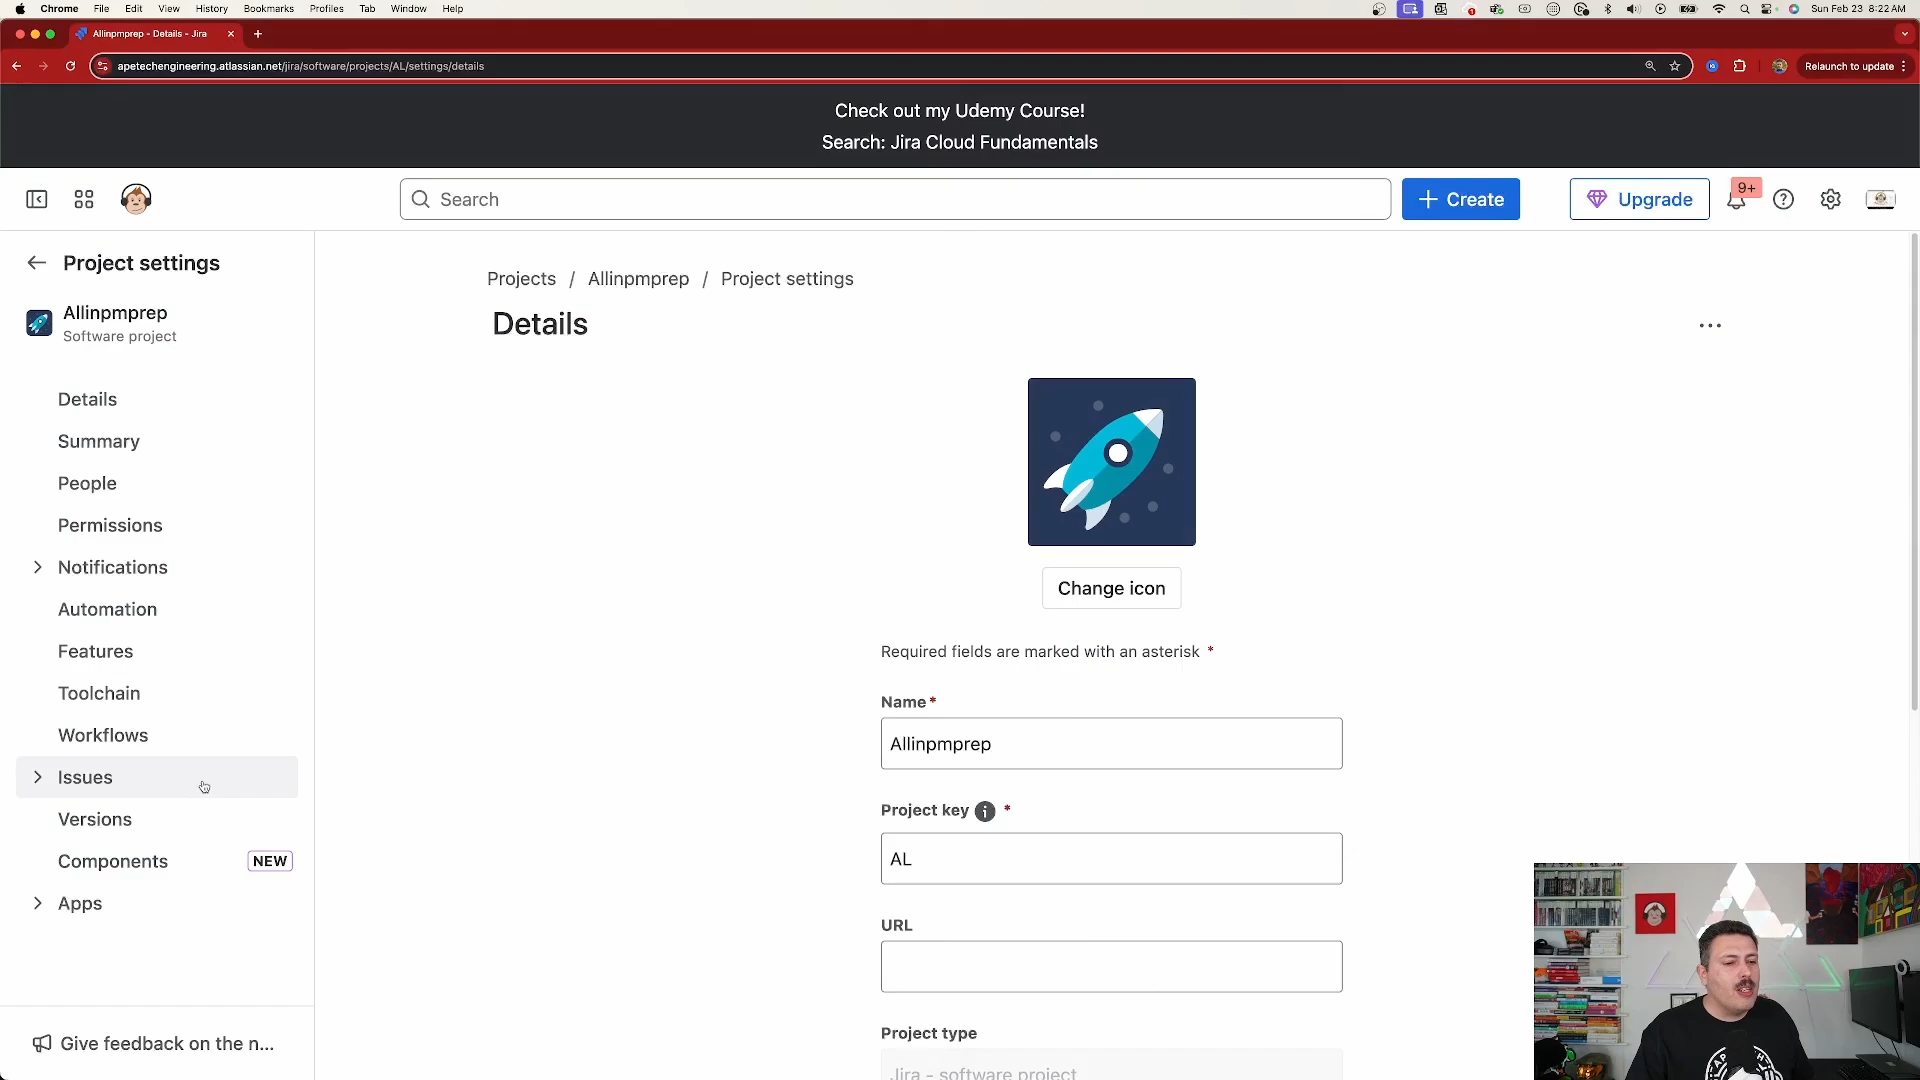 Chrome File Edit View History Bookmarks Profiles Tab Window Help
Sun Feb 23 8:22 AM
Allinpmprep - Details - Jira
apetechengineering.atlassian.net/jira/software/projects/AL/settings/details
Relaunch to update
Check out my Udemy Course!
Search: Jira Cloud Fundamentals
Search
Create
Upgrade
9+
Project settings
Allinpmprep
Software project
Details
Summary
People
Permissions
Notifications
Automation
Features
Toolchain
Workflows
Issues
Versions
Components NEW
Apps
Give feedback on the n...
Projects / Allinpmprep / Project settings
Details
Change icon
Required fields are marked with an asterisk *
Name *
Allinpmprep
Project key *
AL
URL
Project type
Jira - software project